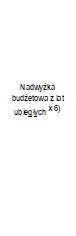 Nadwyżka
budżetowa z lat
ubiegłych x 6)